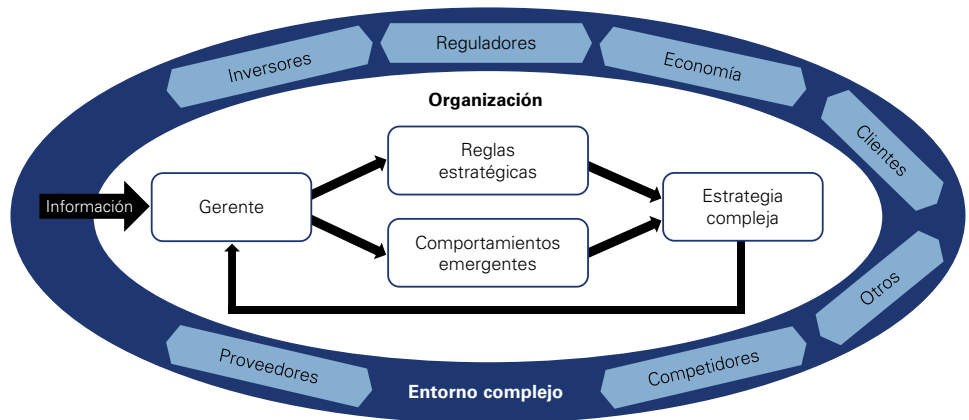 Reguladores
Inversores
Economía
Organización
Clientes
Reglas
estratégicas
Información
Gerente
Estrategia
compleja
Comportamientos
emergentes
Otros
Proveedores
Competidores
Entorno complejo